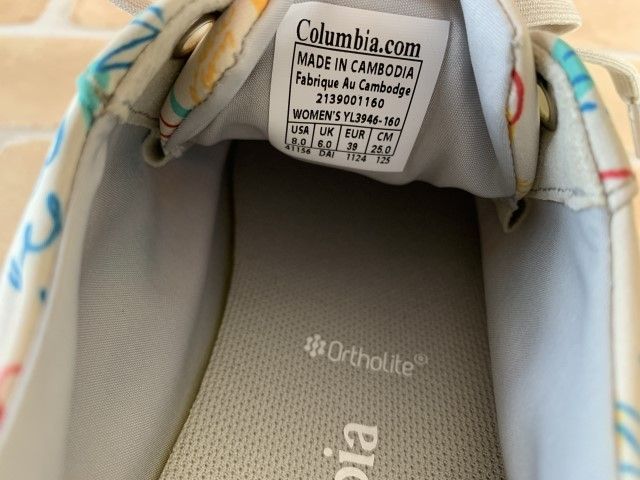 Columbia.com
MADE IN CAMBODIA
Fabrique Au Cambodge
2139001160
WOMEN'S YL3946-160
USA UK EUR CM
8.0 6.0 39 25.0
41156 DAI 1124 125
Ortholite®
bia